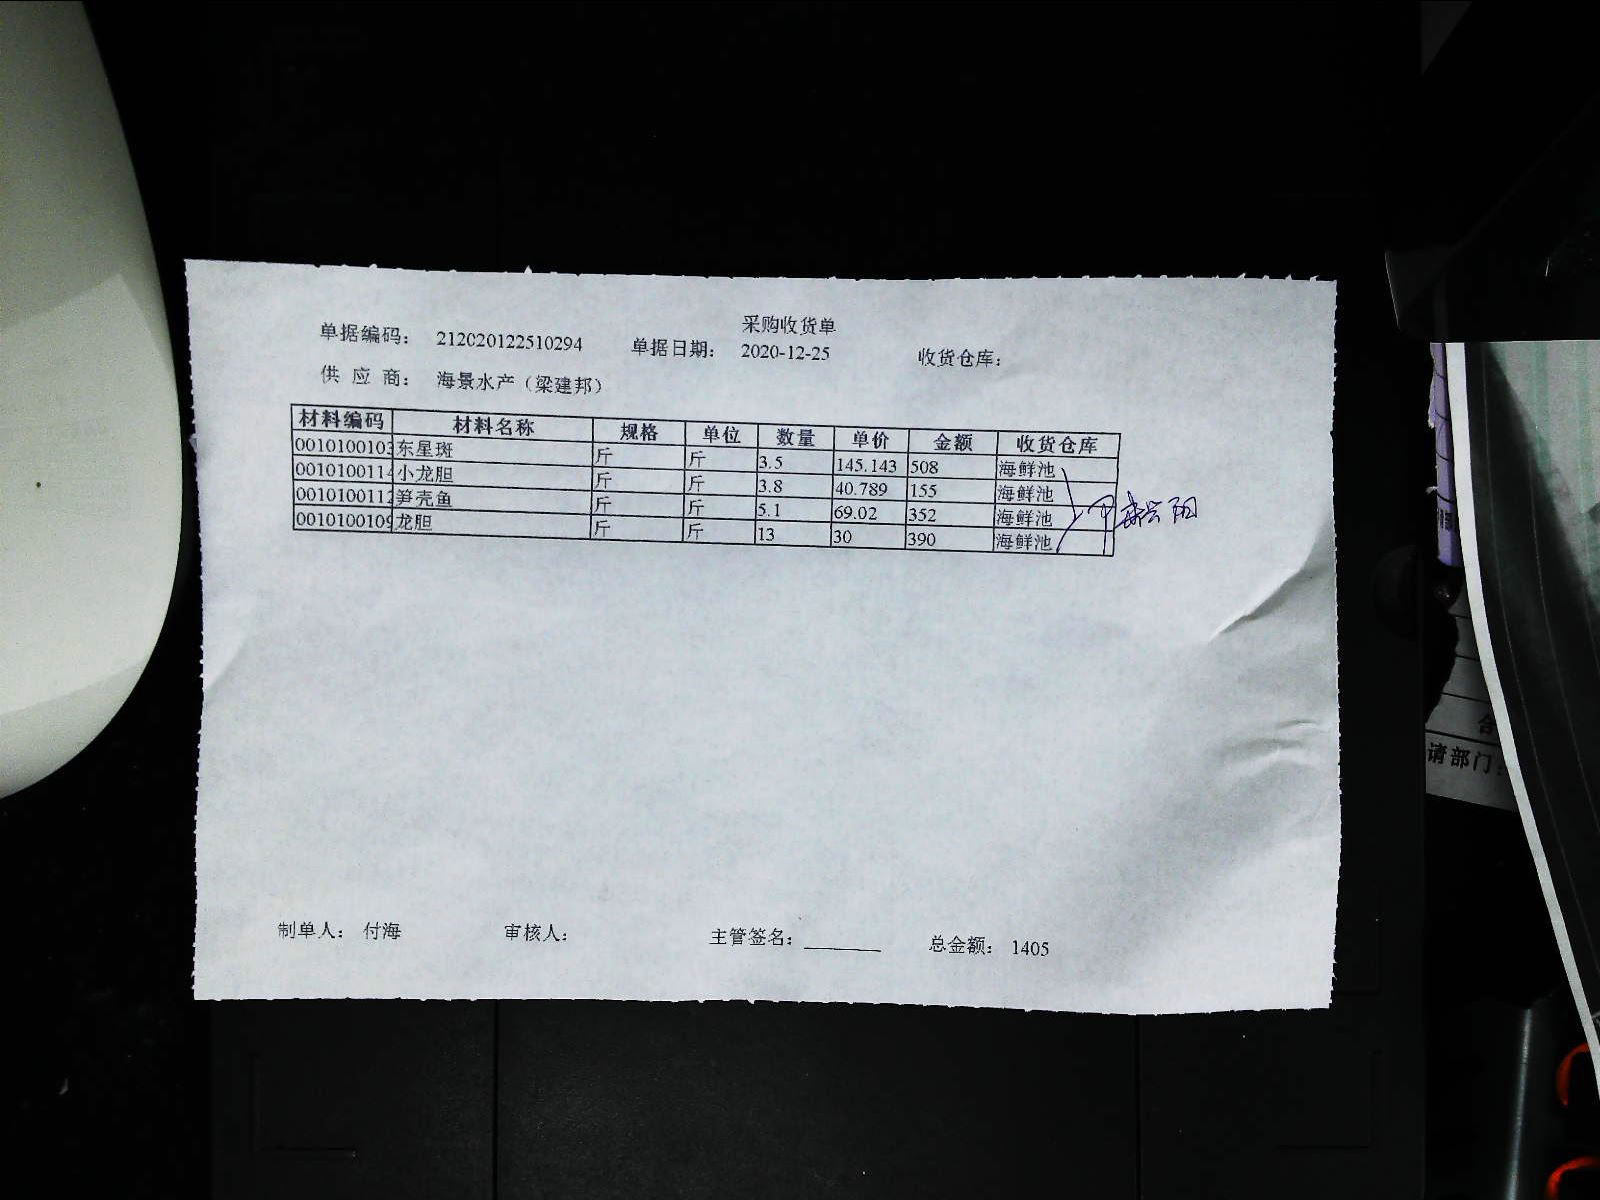 采购收货单
单据编码： 212020122510294 单据日期： 2020-12-25 收货仓库：
供 应 商： 海景水产（梁建邦）
材料编码 材料名称 规格 单位 数量 单价 金额 收货仓库
0010100103 东星斑 斤 斤 3.5 145.143 508 海鲜池
0010100114 小龙胆 斤 斤 3.8 40.789 155 海鲜池
0010100112 笋壳鱼 斤 斤 5.1 69.02 352 海鲜池
0010100109 龙胆 斤 斤 13 30 390 海鲜池
制单人： 付海 审核人： 主管签名： 总金额： 1405
请部门：